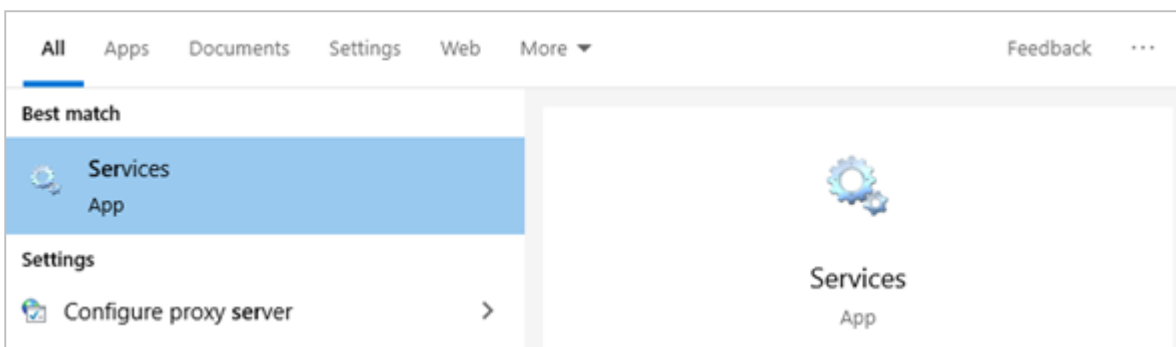 All Apps Documents Settings Web More Feedback ...
Best match
Services
App
Settings
Configure proxy server
Services
App